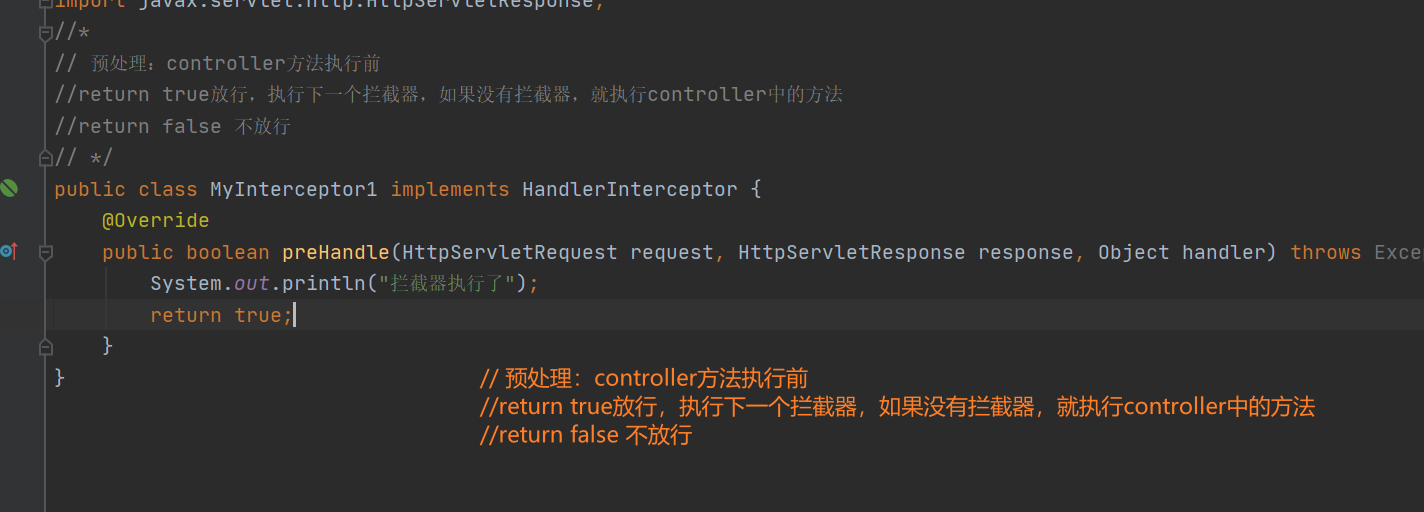 import javax.servlet.http.HttpServletResponse;
//*
// 预处理：controller方法执行前
//return true放行，执行下一个拦截器，如果没有拦截器，就执行controller中的方法
//return false 不放行
// */
public class MyInterceptor1 implements HandlerInterceptor {
@Override
public boolean preHandle(HttpServletRequest request, HttpServletResponse response, Object handler) throws Exce
System.out.println("拦截器执行了");
return true;
}
}
// 预处理：controller方法执行前
//return true放行，执行下一个拦截器，如果没有拦截器，就执行controller中的方法
//return false 不放行